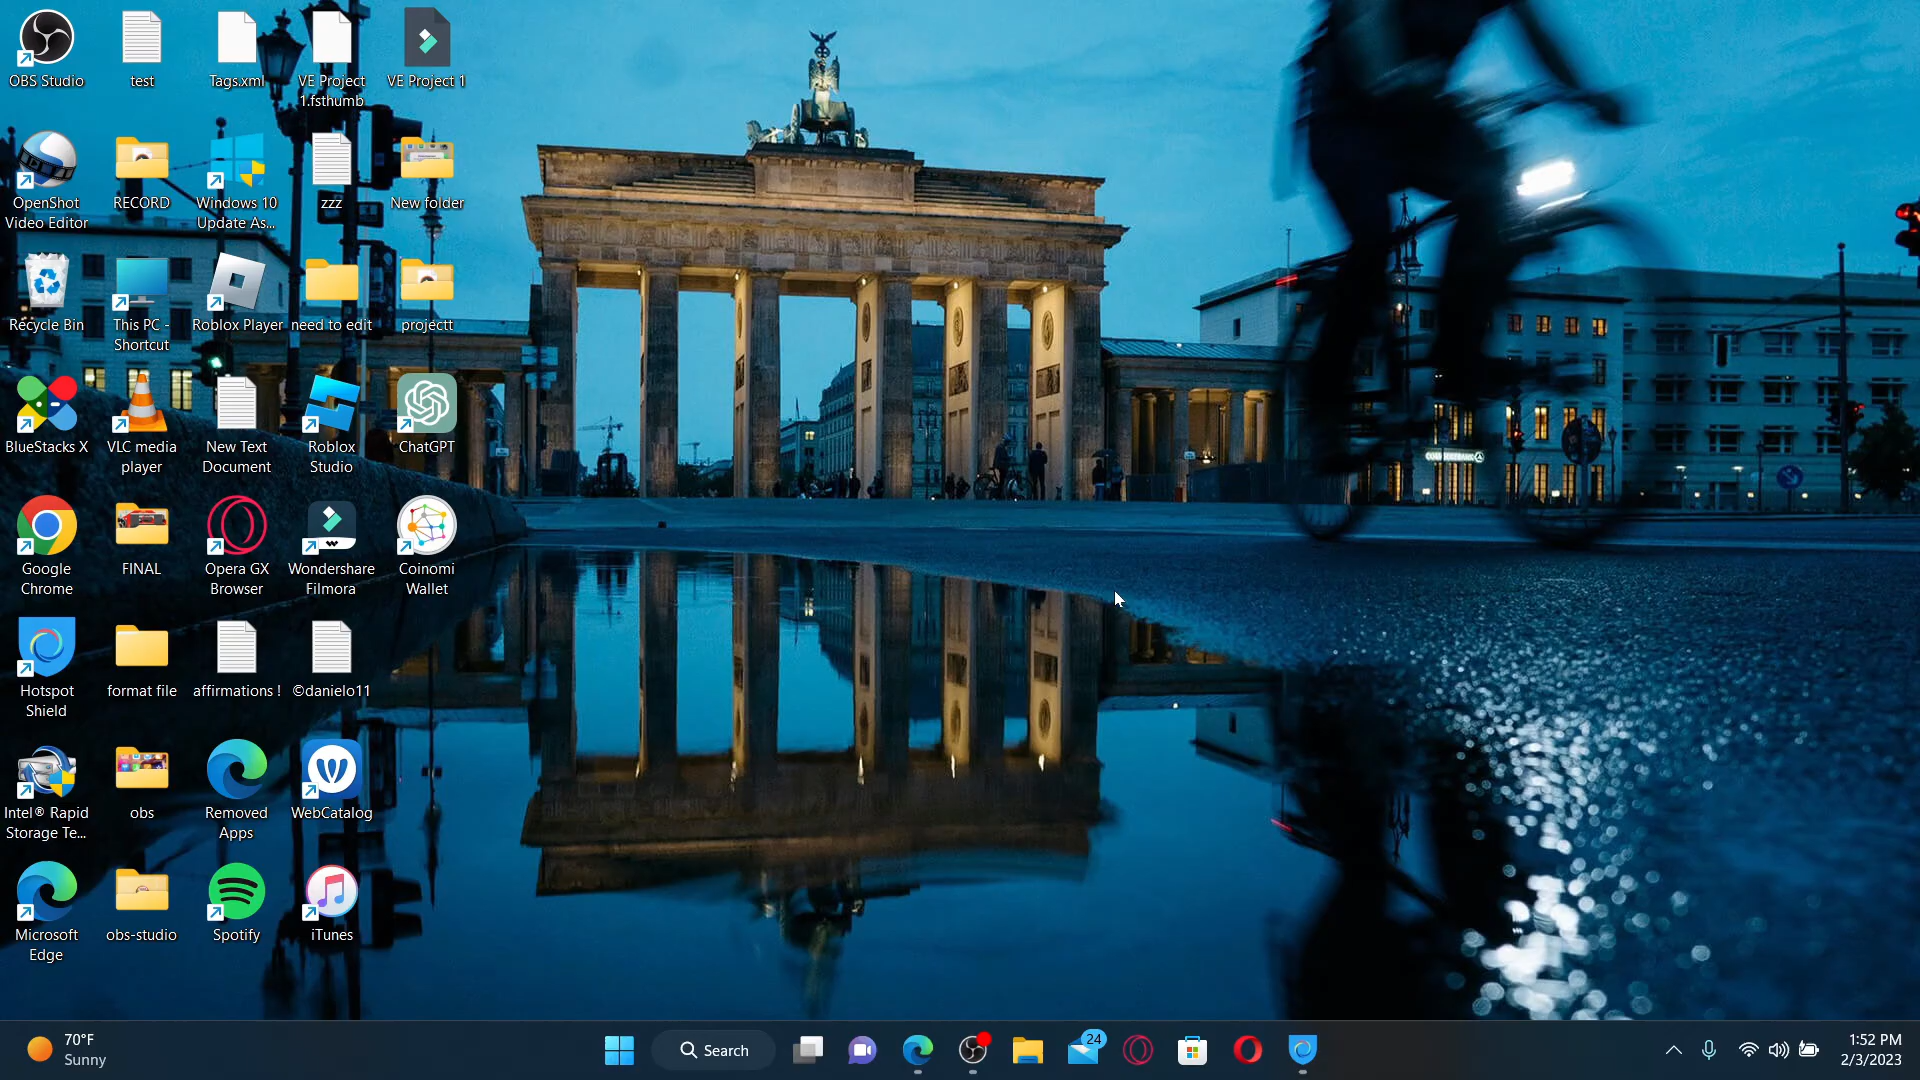 OBS Studio
test
Tags.xml
VE Project
1.fsthumb
VE Project 1
OpenShot
Video Editor
RECORD
Windows 10
Update As...
zzz
New folder
Recycle Bin
This PC -
Shortcut
Roblox Player
need to edit
projectt
BlueStacks X
VLC media
player
New Text
Document
Roblox
Studio
ChatGPT
Google
Chrome
FINAL
Opera GX
Browser
Wondershare
Filmora
Coinomi
Wallet
Hotspot
Shield
format file
affirmations !
©danielo11
Intel® Rapid
Storage Te...
obs
Removed
Apps
WebCatalog
Microsoft
Edge
obs-studio
Spotify
iTunes
COMMERZBANK
70°F
Sunny
Search
24
1:52 PM
2/3/2023